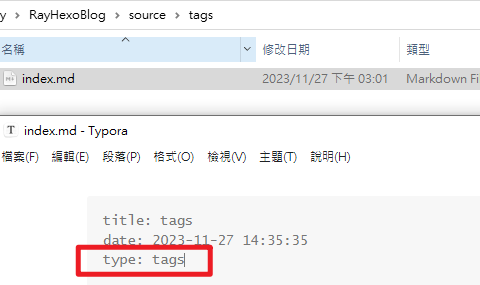 y › RayHexoBlog › source › tags
名稱 修改日期 類型
index.md 2023/11/27 下午 03:01 Markdown Fi
T index.md - Typora
檔案(F) 編輯(E) 段落(P) 格式(O) 檢視(V) 主題(T) 說明(H)
title: tags
date: 2023-11-27 14:35:35
type: tags